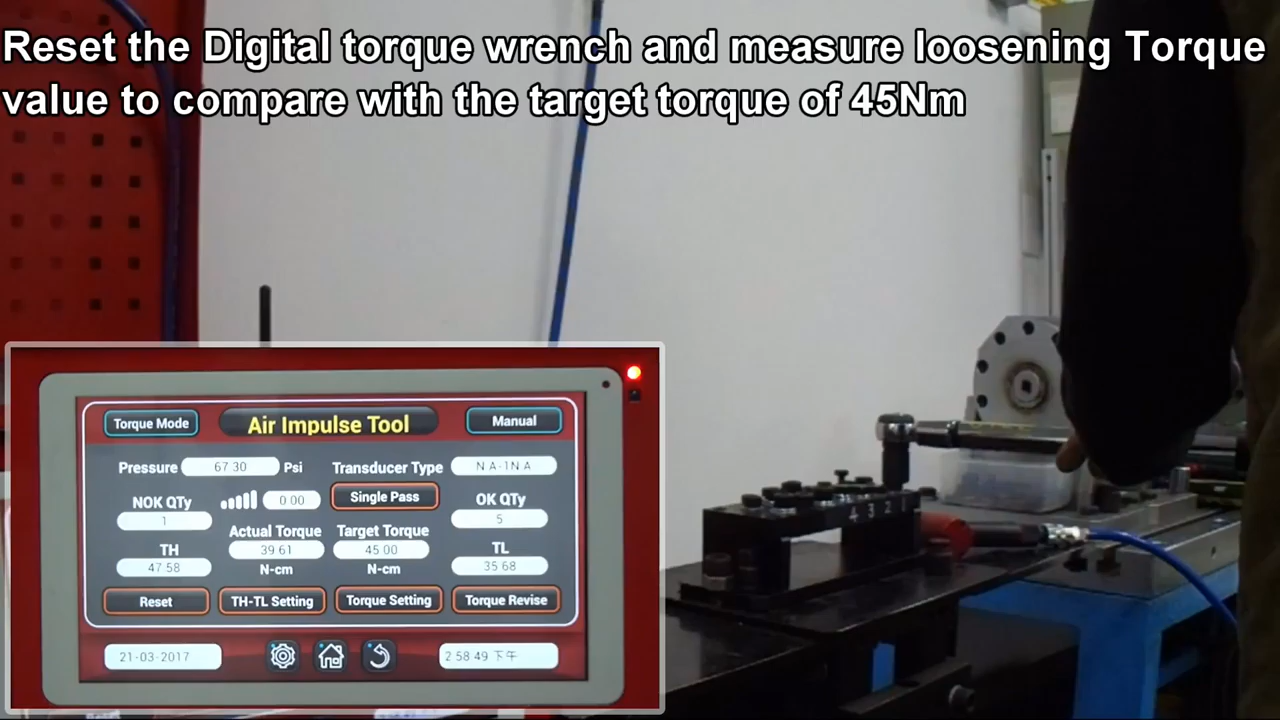 Reset the Digital torque wrench and measure loosening Torque
value to compare with the target torque of 45Nm
Torque Mode
Air Impulse Tool
Manual
Pressure 67.30 Psi
Transducer Type N.A-1N.A
NOK QTy
1
0.00
Single Pass
OK QTy
5
Actual Torque
39.61
N-cm
Target Torque
45.00
N-cm
TH
47.58
TL
35.68
Reset
TH-TL Setting
Torque Setting
Torque Revise
21-03-2017
2:58:49 下午
4 3 2 1